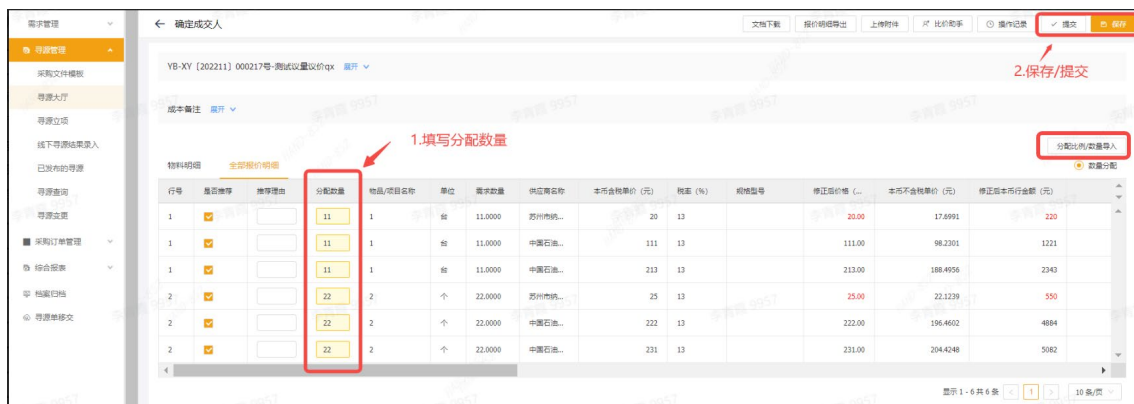 需求管理
← 确定成交人
文档下载 报价明细导出 上传附件 比价助手 操作记录 提交 保存
寻源管理
采购文件模板
寻源大厅
寻源立项
线下寻源结果录入
已发布的寻源
寻源查询
寻源变更
采购订单管理
综合报表
档案归档
寻源单移交
YB-XY [202211] 000217号-测试议量议价qx 展开
2.保存/提交
成本备注 展开
1.填写分配数量
分配比例/数量导入
物料明细 全部报价明细
数量分配
行号 是否推荐 推荐理由 分配数量 物品/项目名称 单位 需求数量 供应商名称 本币含税单价（元） 税率（%） 规格型号 修正后价格（... 本币不含税单价（元） 修正后本币行金额（元）
1 11 1 台 11.0000 苏州市纳... 20 13 20.00 17.6991 220
1 11 1 台 11.0000 中国石油... 111 13 111.00 98.2301 1221
1 11 1 台 11.0000 中国石油... 213 13 213.00 188.4956 2343
2 22 2 个 22.0000 苏州市纳... 25 13 25.00 22.1239 550
2 22 2 个 22.0000 中国石油... 222 13 222.00 196.4602 4884
2 22 2 个 22.0000 中国石油... 231 13 231.00 204.4248 5082
显示 1 - 6 共 6 条 < 1 > 10 条/页